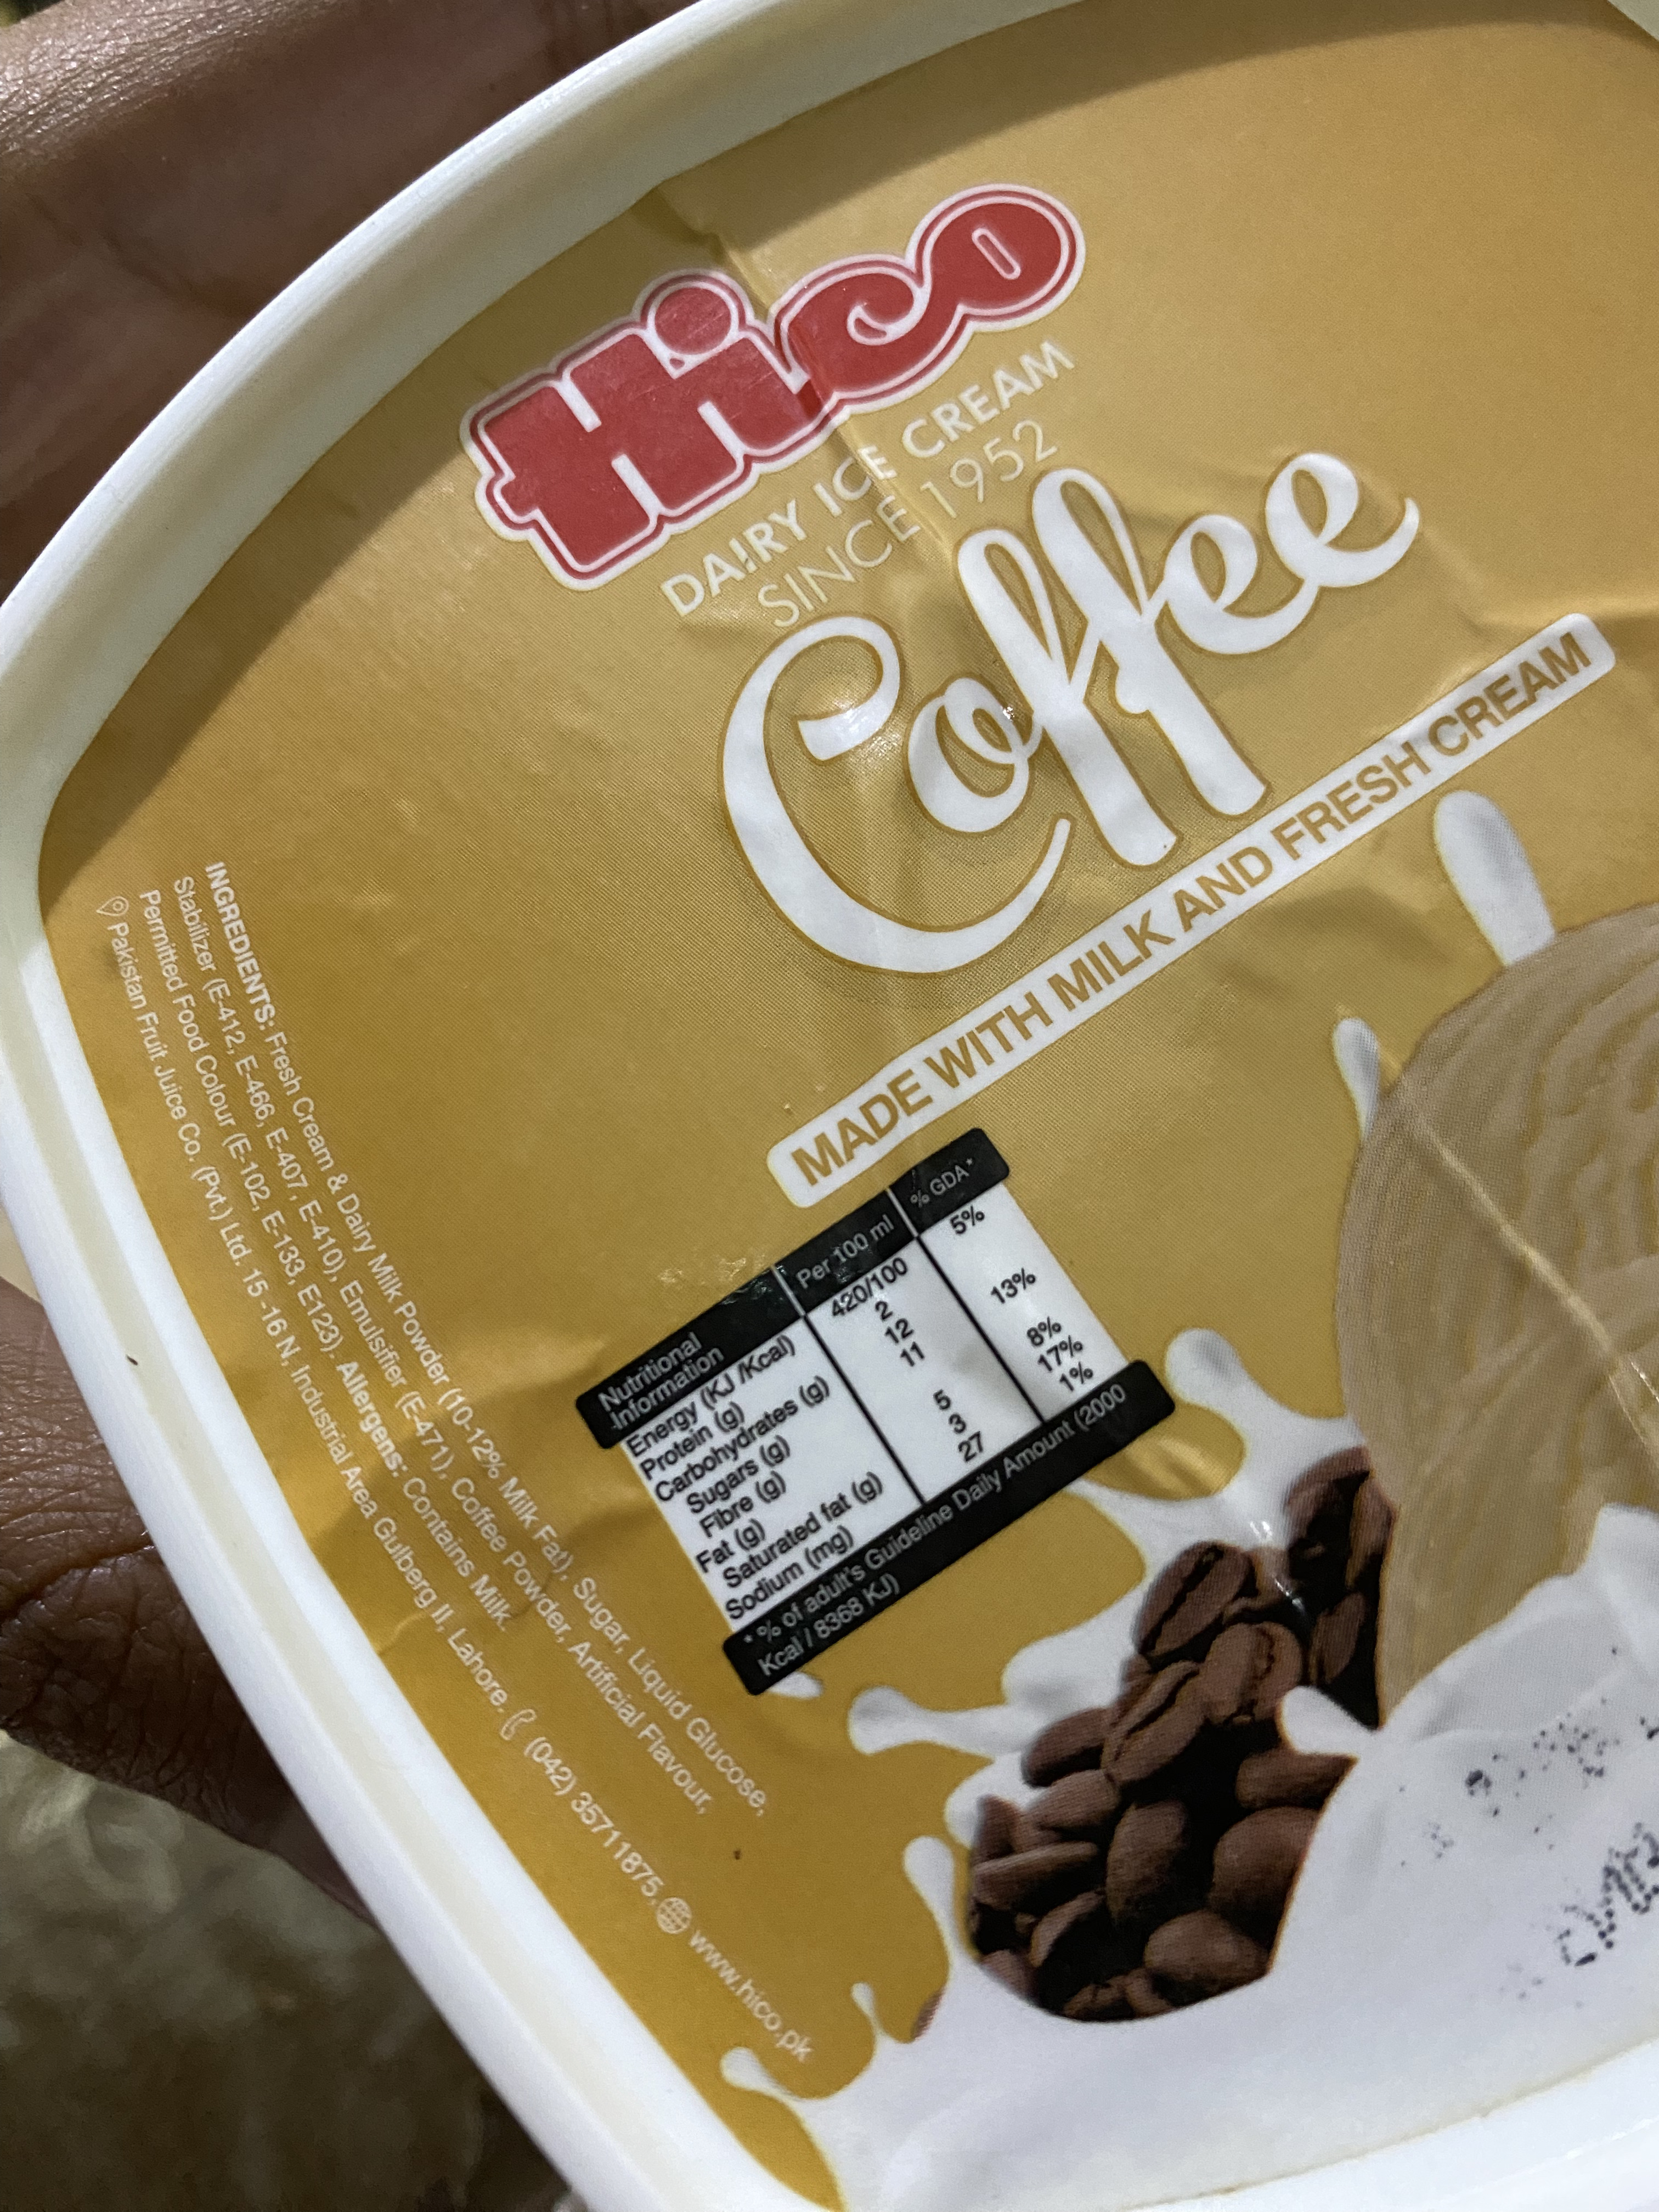 Hico
DAIRY ICE CREAM
SINCE 1952
Coffee
MADE WITH MILK AND FRESH CREAM
Nutritional Information Per 100 ml % GDA*
Energy (KJ /Kcal) 420/100 5%
Protein (g) 2
Carbohydrates (g) 12
Sugars (g) 11 13%
Fibre (g)
Fat (g) 5 8%
Saturated fat (g) 3 17%
Sodium (mg) 27 1%
* % of adult's Guideline Daily Amount (2000
Kcal / 8368 KJ)
INGREDIENTS: Fresh Cream & Dairy Milk Powder (10-12% Milk Fat), Sugar, Liquid Glucose,
Stabilizer (E-412, E-466, E-407, E-410), Emulsifier (E-471), Coffee Powder, Artificial Flavour,
Permitted Food Colour (E-102, E-133, E123). Allergens: Contains Milk.
Pakistan Fruit Juice Co. (Pvt.) Ltd. 15 -16 N, Industrial Area Gulberg II, Lahore. (042) 35711875, www.hico.pk